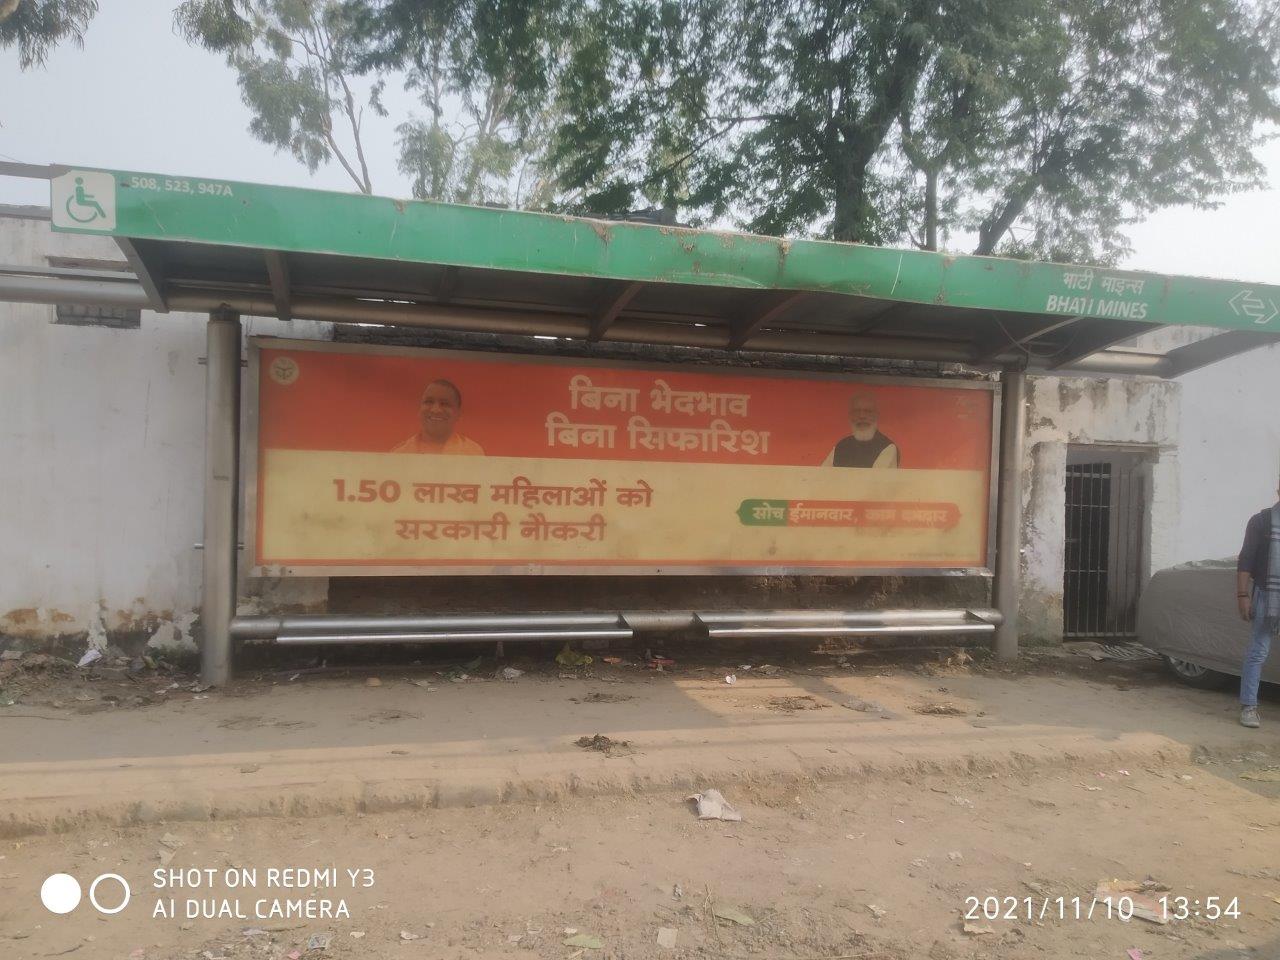 508, 523, 947A
भाटी माइन्स
BHATI MINES
बिना भेदभाव
बिना सिफारिश
1.50 लाख महिलाओं को
सरकारी नौकरी
सोच ईमानदार, काम दमदार
SHOT ON REDMI Y3
AI DUAL CAMERA
2021/11/10 13:54